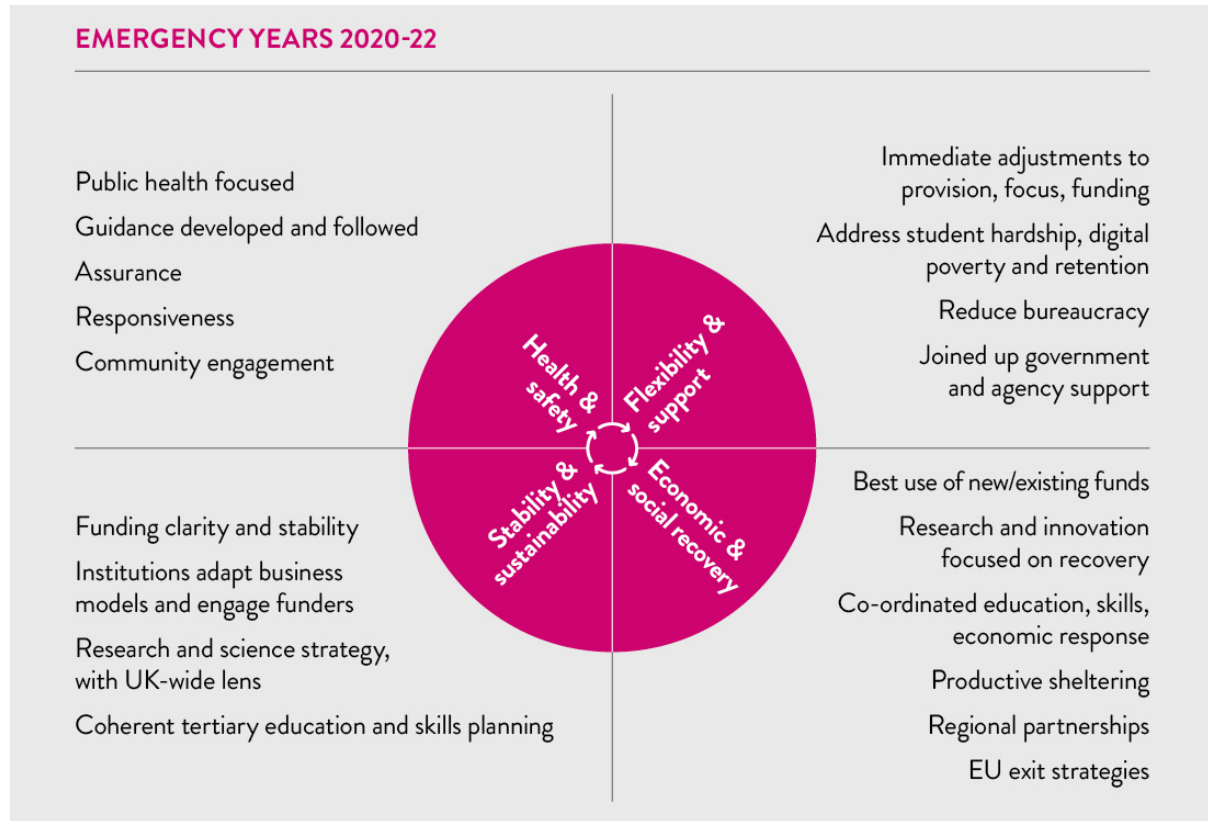 EMERGENCY YEARS 2020-22
Public health focused
Guidance developed and followed
Assurance
Responsiveness
Community engagement
Immediate adjustments to
provision, focus, funding
Address student hardship, digital
poverty and retention
Reduce bureaucracy
Joined up government
and agency support
Health &
safety
Flexibility &
support
Stability &
sustainability
Economic &
social recovery
Funding clarity and stability
Institutions adapt business
models and engage funders
Research and science strategy,
with UK-wide lens
Coherent tertiary education and skills planning
Best use of new/existing funds
Research and innovation
focused on recovery
Co-ordinated education, skills,
economic response
Productive sheltering
Regional partnerships
EU exit strategies